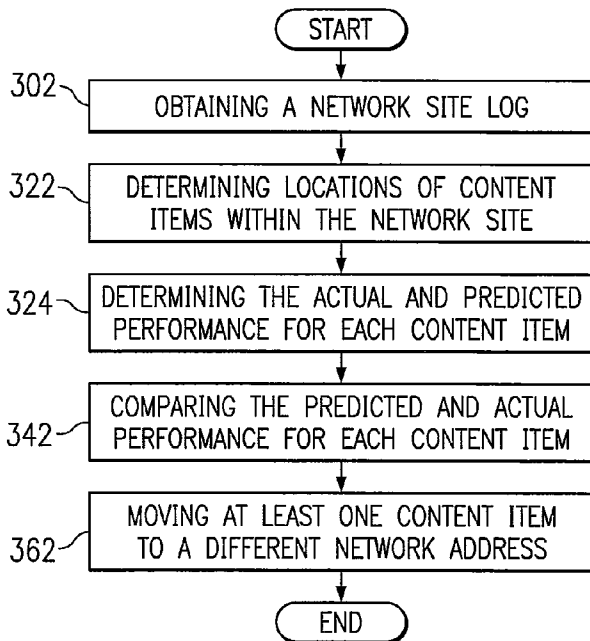 START
302
OBTAINING A NETWORK SITE LOG
322
DETERMINING LOCATIONS OF CONTENT
ITEMS WITHIN THE NETWORK SITE
324
DETERMINING THE ACTUAL AND PREDICTED
PERFORMANCE FOR EACH CONTENT ITEM
342
COMPARING THE PREDICTED AND ACTUAL
PERFORMANCE FOR EACH CONTENT ITEM
362
MOVING AT LEAST ONE CONTENT ITEM
TO A DIFFERENT NETWORK ADDRESS
END